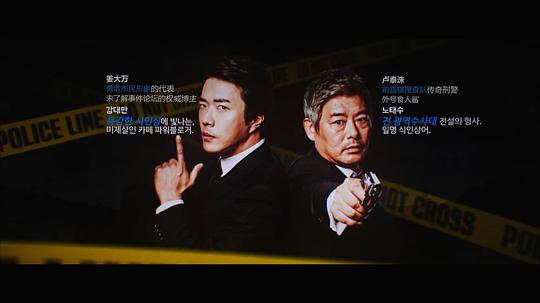 姜大万
勇敢市民形象的代表
未了解事件论坛的权威博主
강대만
용감한 시민상에 빛나는,
미제살인 카페 파워블로거.
卢泰洙
前直辖搜查队传奇刑警
外号食人鲨
노태수
전 광역수사대 전설의 형사.
일명 식인상어.
POLICE LINE
NOT CROSS